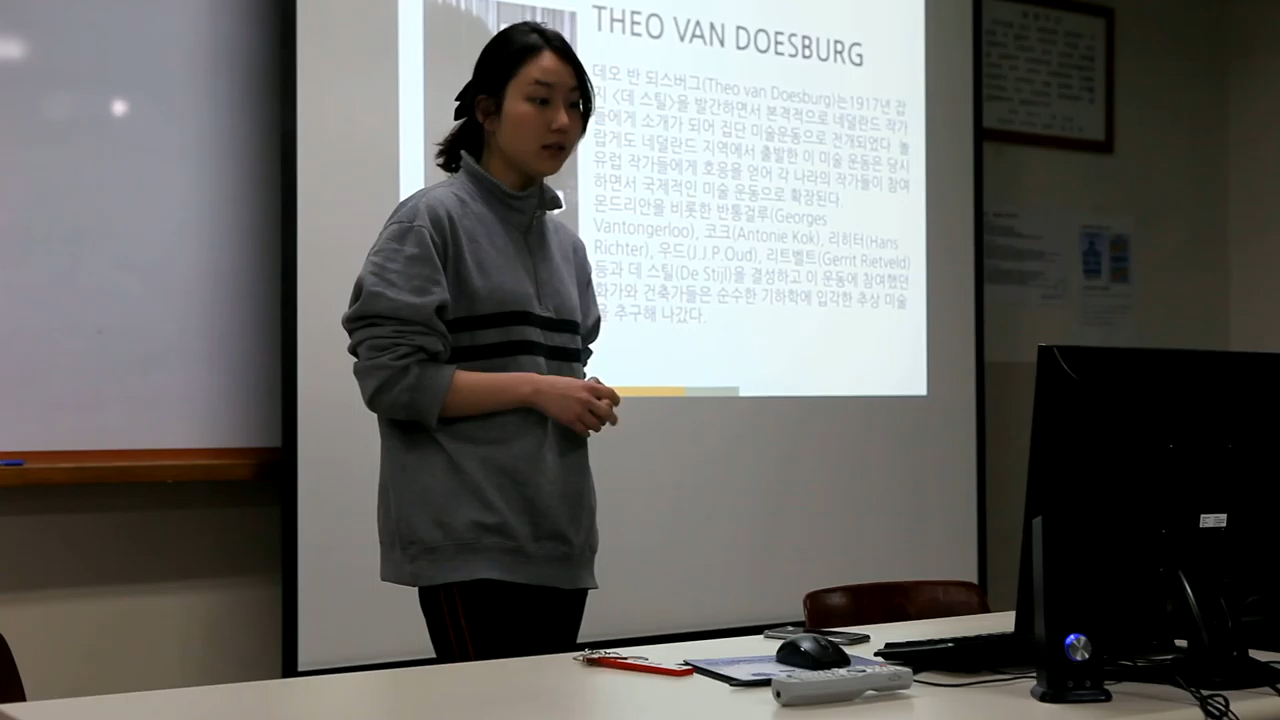 THEO VAN DOESBURG
데오 반 되스버그(Theo van Doesburg)는1917년 잡
지 <데 스틸>을 발간하면서 본격적으로 네덜란드 작가
들에게 소개가 되어 집단 미술운동으로 전개되었다. 놀
랍게도 네덜란드 지역에서 출발한 이 미술 운동은 당시
유럽 작가들에게 호응을 얻어 각 나라의 작가들이 참여
하면서 국제적인 미술 운동으로 확장된다.
몬드리안을 비롯한 반통걸루(Georges
Vantongerloo), 코크(Antonie Kok), 리히터(Hans
Richter), 우드(J.J.P.Oud), 리트벨트(Gerrit Rietveld)
등과 데 스틸(De Stijl)을 결성하고 이 운동에 참여했던
화가와 건축가들은 순수한 기하학에 입각한 추상 미술
을 추구해 나갔다.